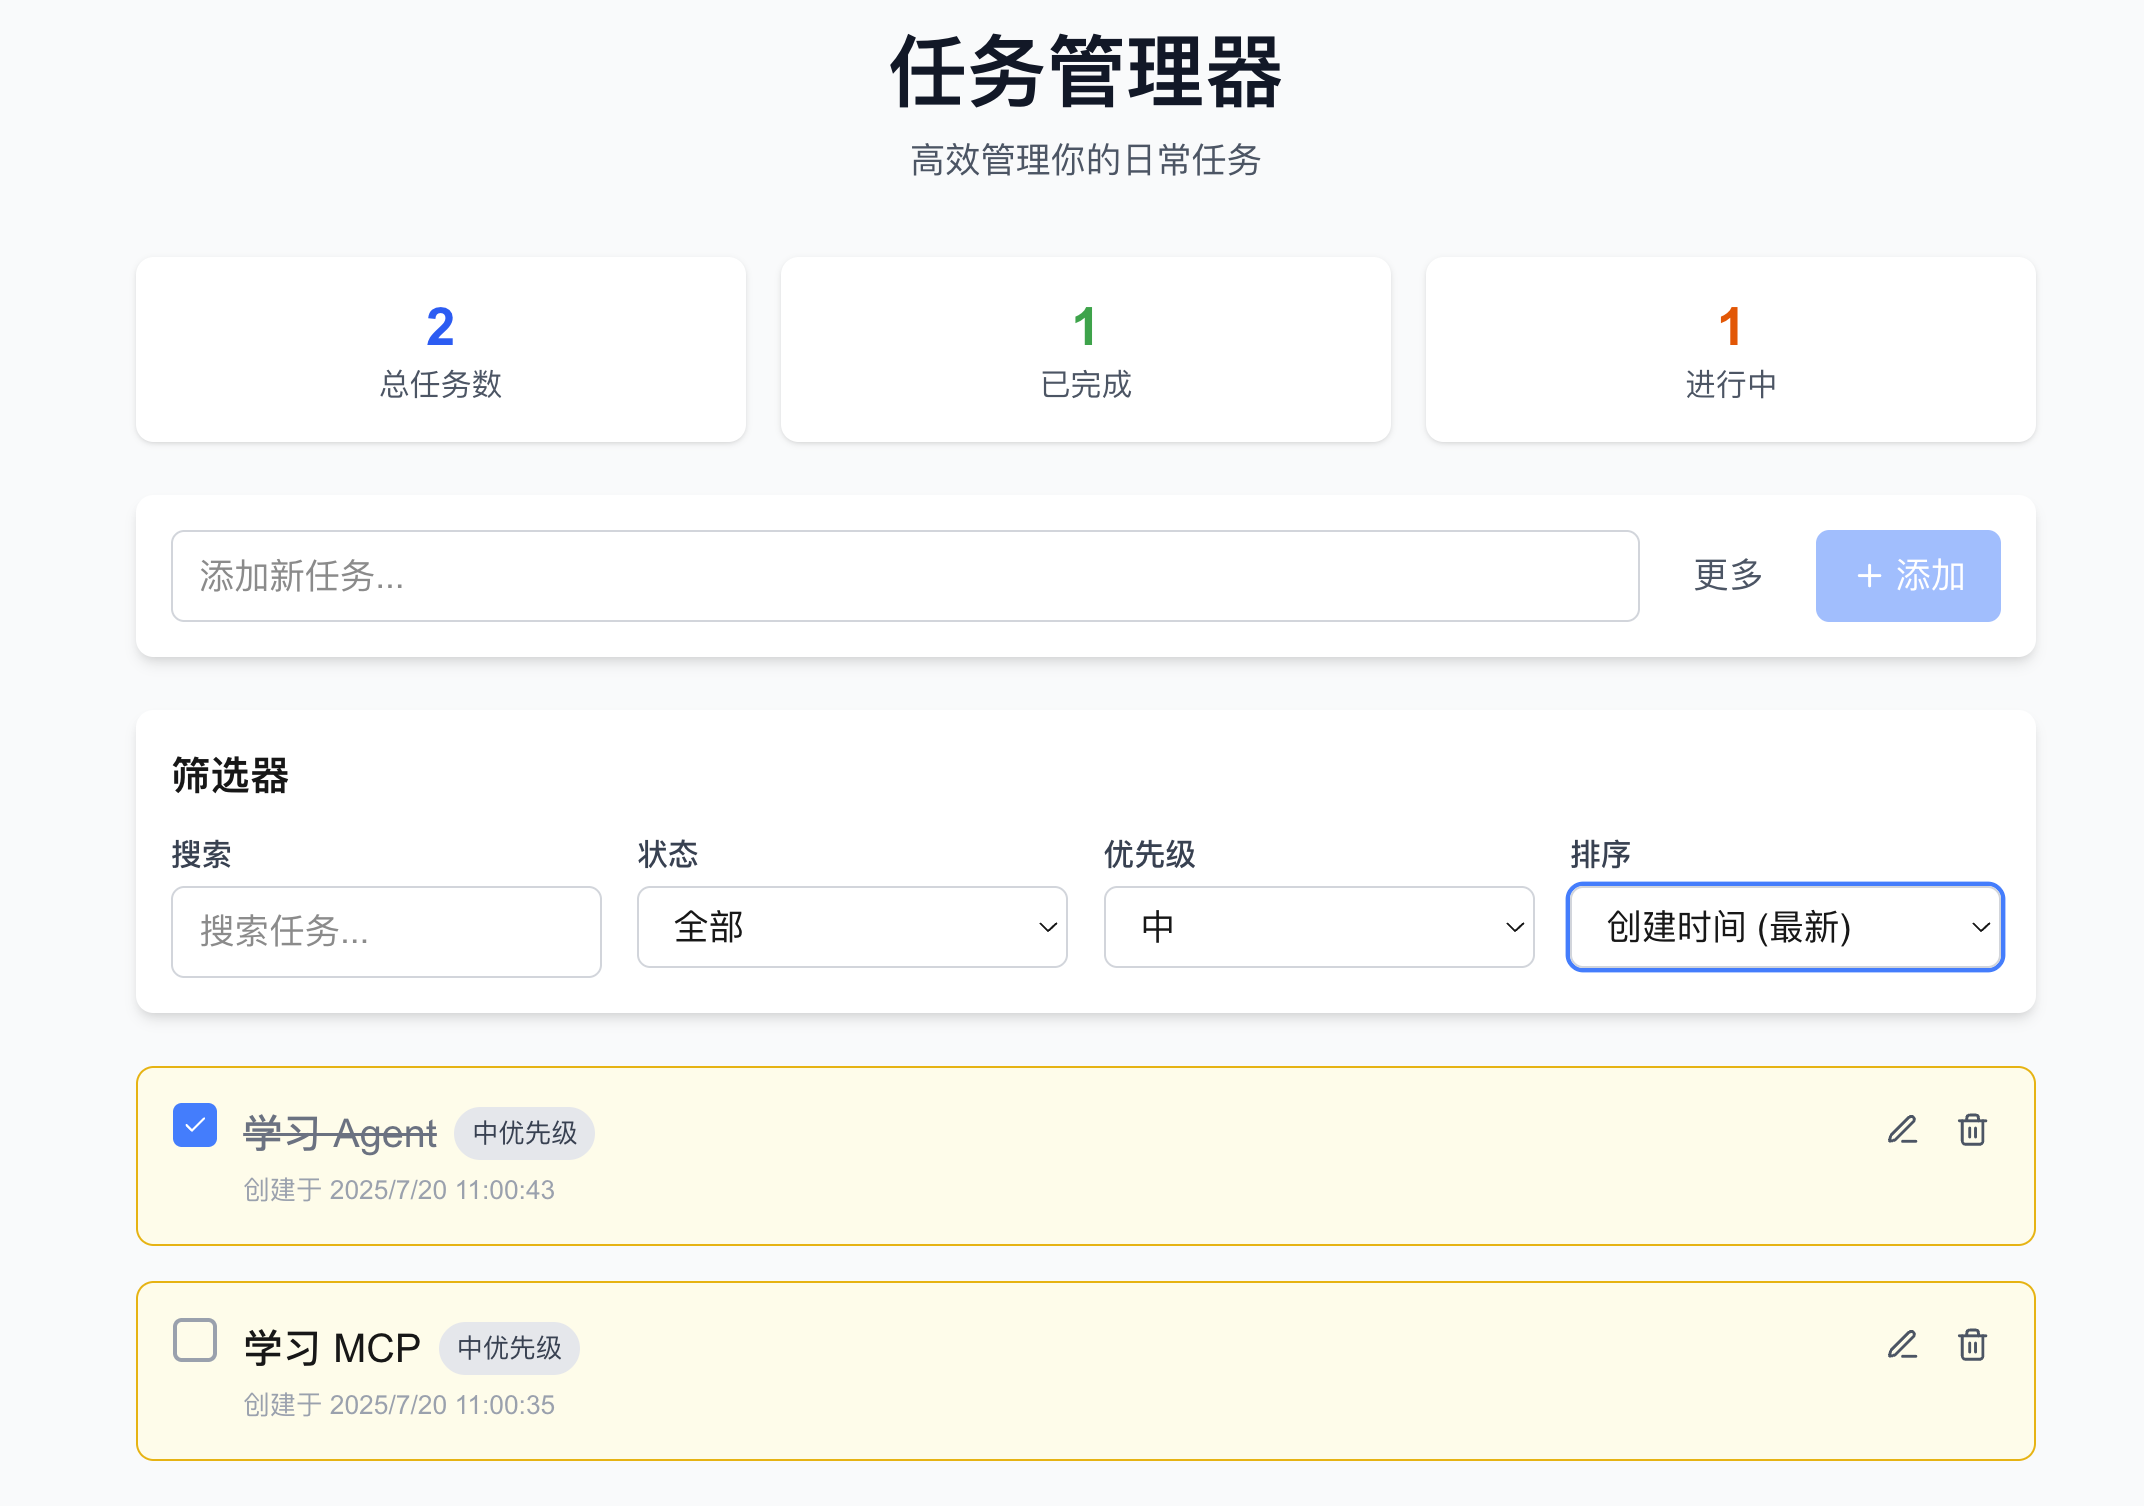 任务管理器
高效管理你的日常任务
2
总任务数
1
已完成
1
进行中
添加新任务...
更多
+ 添加
筛选器
搜索
搜索任务...
状态
全部
优先级
中
排序
创建时间 (最新)
学习 Agent 中优先级
创建于 2025/7/20 11:00:43
学习 MCP 中优先级
创建于 2025/7/20 11:00:35